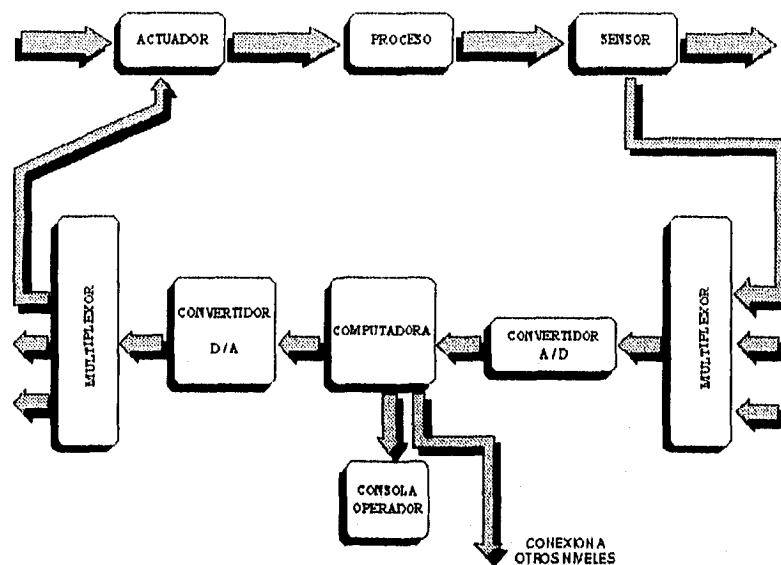 ACTUADOR
PROCESO
SENSOR
MULTIPLEXOR
CONVERTIDOR
D/A
COMPUTADORA
CONVERTIDOR
A/D
MULTIPLEXOR
CONSOLA
OPERADOR
CONEXION A
OTROS NIVELES